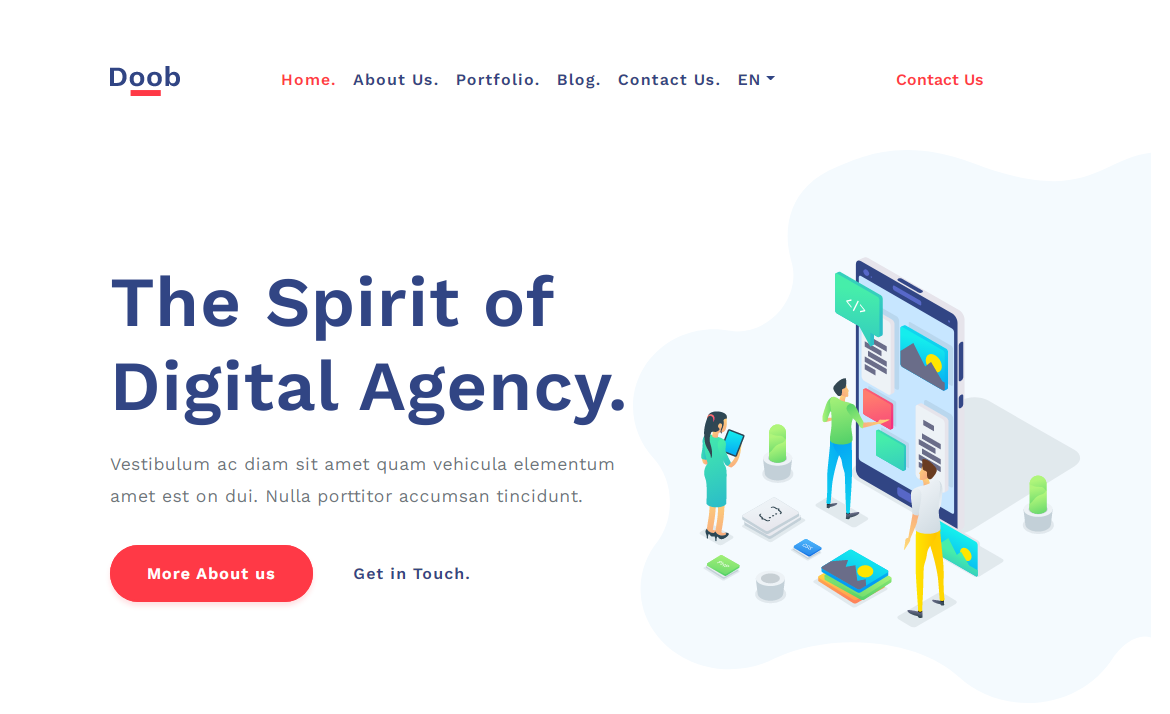 Doob
Home. About Us. Portfolio. Blog. Contact Us. EN
Contact Us
The Spirit of
Digital Agency.
Vestibulum ac diam sit amet quam vehicula elementum
amet est on dui. Nulla porttitor accumsan tincidunt.
More About us
Get in Touch.
</>
{...}
CSS